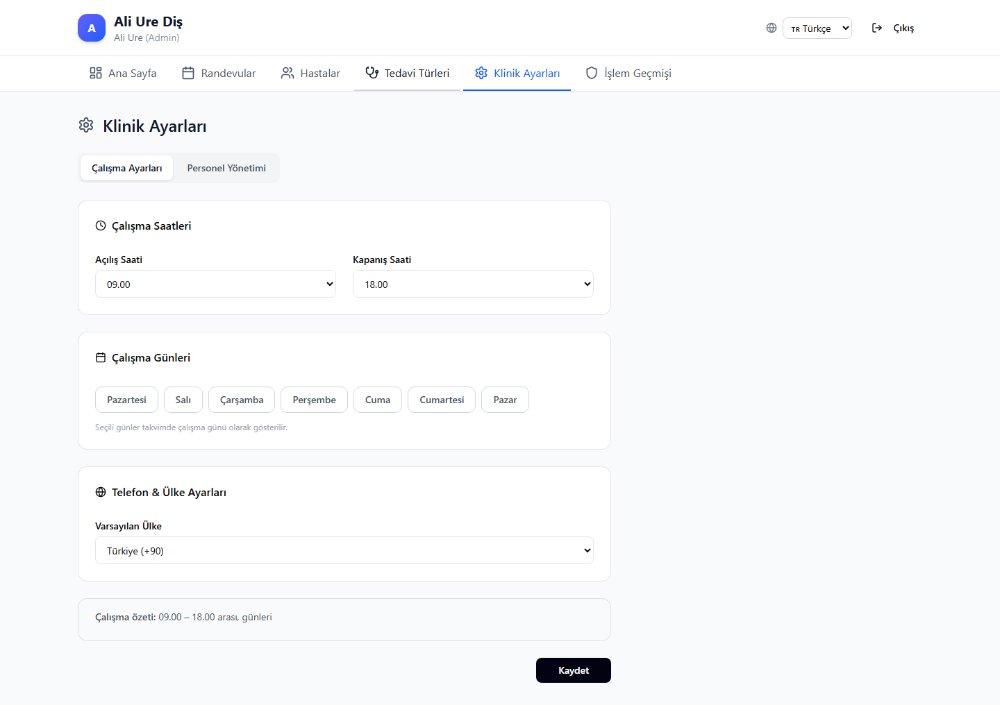 A
Ali Ure Diş
Ali Ure (Admin)
TR Türkçe
Çıkış
Ana Sayfa
Randevular
Hastalar
Tedavi Türleri
Klinik Ayarları
İşlem Geçmişi
Klinik Ayarları
Çalışma Ayarları
Personel Yönetimi
Çalışma Saatleri
Açılış Saati
Kapanış Saati
09.00
18.00
Çalışma Günleri
Pazartesi
Salı
Çarşamba
Perşembe
Cuma
Cumartesi
Pazar
Seçili günler takvimde çalışma günü olarak gösterilir.
Telefon & Ülke Ayarları
Varsayılan Ülke
Türkiye (+90)
Çalışma özeti: 09.00 – 18.00 arası, günleri
Kaydet